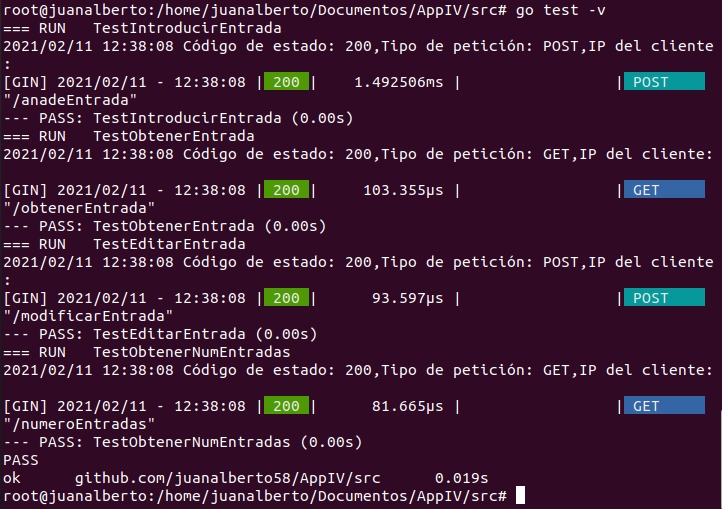 root@juanalberto:/home/juanalberto/Documentos/AppIV/src# go test -v
=== RUN   TestIntroducirEntrada
2021/02/11 12:38:08 Código de estado: 200,Tipo de petición: POST,IP del cliente
:
[GIN] 2021/02/11 - 12:38:08 | 200 |    1.492506ms |                 | POST
"/anadeEntrada"
--- PASS: TestIntroducirEntrada (0.00s)
=== RUN   TestObtenerEntrada
2021/02/11 12:38:08 Código de estado: 200,Tipo de petición: GET,IP del cliente:
[GIN] 2021/02/11 - 12:38:08 | 200 |     103.355µs |                 | GET
"/obtenerEntrada"
--- PASS: TestObtenerEntrada (0.00s)
=== RUN   TestEditarEntrada
2021/02/11 12:38:08 Código de estado: 200,Tipo de petición: POST,IP del cliente
:
[GIN] 2021/02/11 - 12:38:08 | 200 |      93.597µs |                 | POST
"/modificarEntrada"
--- PASS: TestEditarEntrada (0.00s)
=== RUN   TestObtenerNumEntradas
2021/02/11 12:38:08 Código de estado: 200,Tipo de petición: GET,IP del cliente:
[GIN] 2021/02/11 - 12:38:08 | 200 |      81.665µs |                 | GET
"/numeroEntradas"
--- PASS: TestObtenerNumEntradas (0.00s)
PASS
ok      github.com/juanalberto58/AppIV/src      0.019s
root@juanalberto:/home/juanalberto/Documentos/AppIV/src#